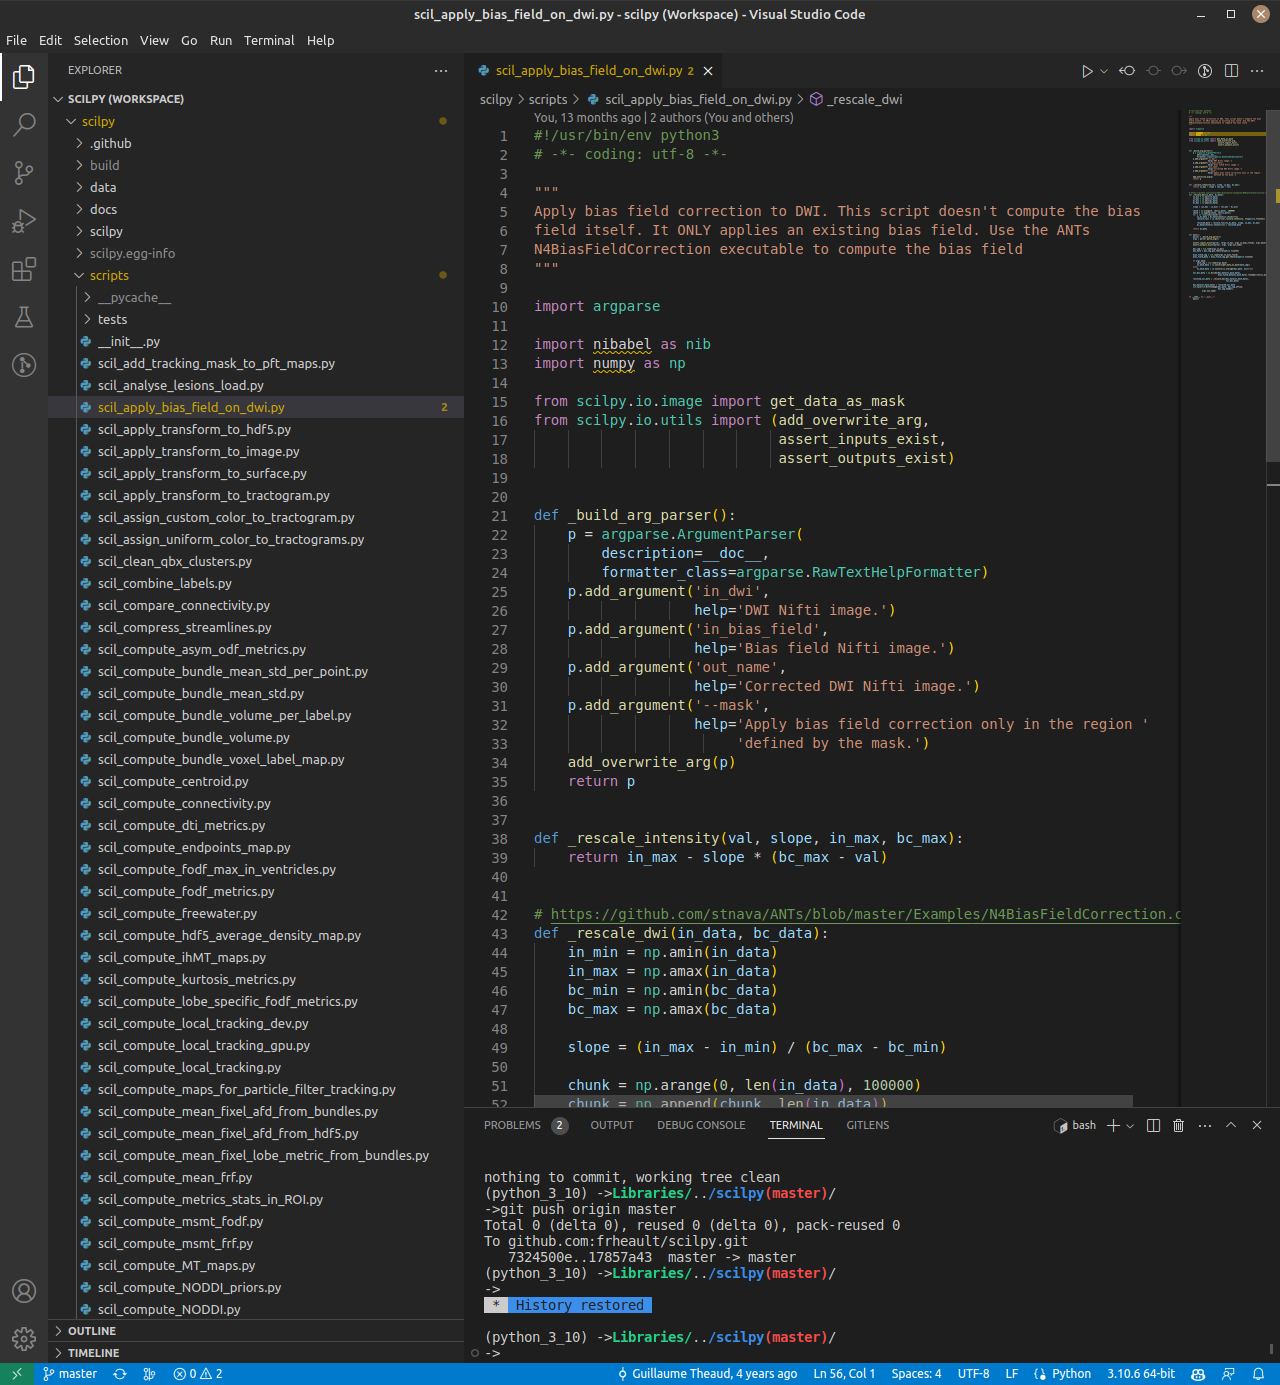 scil_apply_bias_field_on_dwi.py - scilpy (Workspace) - Visual Studio Code
File Edit Selection View Go Run Terminal Help
EXPLORER
SCILPY (WORKSPACE)
scilpy
.github
build
data
docs
scilpy
scilpy.egg-info
scripts
__pycache__
tests
__init__.py
scil_add_tracking_mask_to_pft_maps.py
scil_analyse_lesions_load.py
scil_apply_bias_field_on_dwi.py 2
scil_apply_transform_to_hdf5.py
scil_apply_transform_to_image.py
scil_apply_transform_to_surface.py
scil_apply_transform_to_tractogram.py
scil_assign_custom_color_to_tractogram.py
scil_assign_uniform_color_to_tractograms.py
scil_clean_qbx_clusters.py
scil_combine_labels.py
scil_compare_connectivity.py
scil_compress_streamlines.py
scil_compute_asym_odf_metrics.py
scil_compute_bundle_mean_std_per_point.py
scil_compute_bundle_mean_std.py
scil_compute_bundle_volume_per_label.py
scil_compute_bundle_volume.py
scil_compute_bundle_voxel_label_map.py
scil_compute_centroid.py
scil_compute_connectivity.py
scil_compute_dti_metrics.py
scil_compute_endpoints_map.py
scil_compute_fodf_max_in_ventricles.py
scil_compute_fodf_metrics.py
scil_compute_freewater.py
scil_compute_hdf5_average_density_map.py
scil_compute_ihMT_maps.py
scil_compute_kurtosis_metrics.py
scil_compute_lobe_specific_fodf_metrics.py
scil_compute_local_tracking_dev.py
scil_compute_local_tracking_gpu.py
scil_compute_local_tracking.py
scil_compute_maps_for_particle_filter_tracking.py
scil_compute_mean_fixel_afd_from_bundles.py
scil_compute_mean_fixel_afd_from_hdf5.py
scil_compute_mean_fixel_lobe_metric_from_bundles.py
scil_compute_mean_frf.py
scil_compute_metrics_stats_in_ROI.py
scil_compute_msmt_fodf.py
scil_compute_msmt_frf.py
scil_compute_MT_maps.py
scil_compute_NODDI_priors.py
scil_compute_NODDI.py
OUTLINE
TIMELINE
scil_apply_bias_field_on_dwi.py 2
scilpy > scripts > scil_apply_bias_field_on_dwi.py > _rescale_dwi
You, 13 months ago | 2 authors (You and others)
1 #!/usr/bin/env python3
2 # -*- coding: utf-8 -*-
3
4 """
5 Apply bias field correction to DWI. This script doesn't compute the bias
6 field itself. It ONLY applies an existing bias field. Use the ANTs
7 N4BiasFieldCorrection executable to compute the bias field
8 """
9
10 import argparse
11
12 import nibabel as nib
13 import numpy as np
14
15 from scilpy.io.image import get_data_as_mask
16 from scilpy.io.utils import (add_overwrite_arg,
17 assert_inputs_exist,
18 assert_outputs_exist)
19
20
21 def _build_arg_parser():
22 p = argparse.ArgumentParser(
23 description=__doc__,
24 formatter_class=argparse.RawTextHelpFormatter)
25 p.add_argument('in_dwi',
26 help='DWI Nifti image.')
27 p.add_argument('in_bias_field',
28 help='Bias field Nifti image.')
29 p.add_argument('out_name',
30 help='Corrected DWI Nifti image.')
31 p.add_argument('--mask',
32 help='Apply bias field correction only in the region '
33 'defined by the mask.')
34 add_overwrite_arg(p)
35 return p
36
37
38 def _rescale_intensity(val, slope, in_max, bc_max):
39 return in_max - slope * (bc_max - val)
40
41
42 # https://github.com/stnava/ANTs/blob/master/Examples/N4BiasFieldCorrection.c
43 def _rescale_dwi(in_data, bc_data):
44 in_min = np.amin(in_data)
45 in_max = np.amax(in_data)
46 bc_min = np.amin(bc_data)
47 bc_max = np.amax(bc_data)
48
49 slope = (in_max - in_min) / (bc_max - bc_min)
50
51 chunk = np.arange(0, len(in_data), 100000)
52 chunk = np.append(chunk, len(in_data))
PROBLEMS 2 OUTPUT DEBUG CONSOLE TERMINAL GITLENS bash
nothing to commit, working tree clean
(python_3_10) ->Libraries/../scilpy(master)/
->git push origin master
Total 0 (delta 0), reused 0 (delta 0), pack-reused 0
To github.com:frheault/scilpy.git
7324500e..17857a43 master -> master
(python_3_10) ->Libraries/../scilpy(master)/
->
* History restored
(python_3_10) ->Libraries/../scilpy(master)/
->
master 0 2 Guillaume Theaud, 4 years ago Ln 56, Col 1 Spaces: 4 UTF-8 LF Python 3.10.6 64-bit